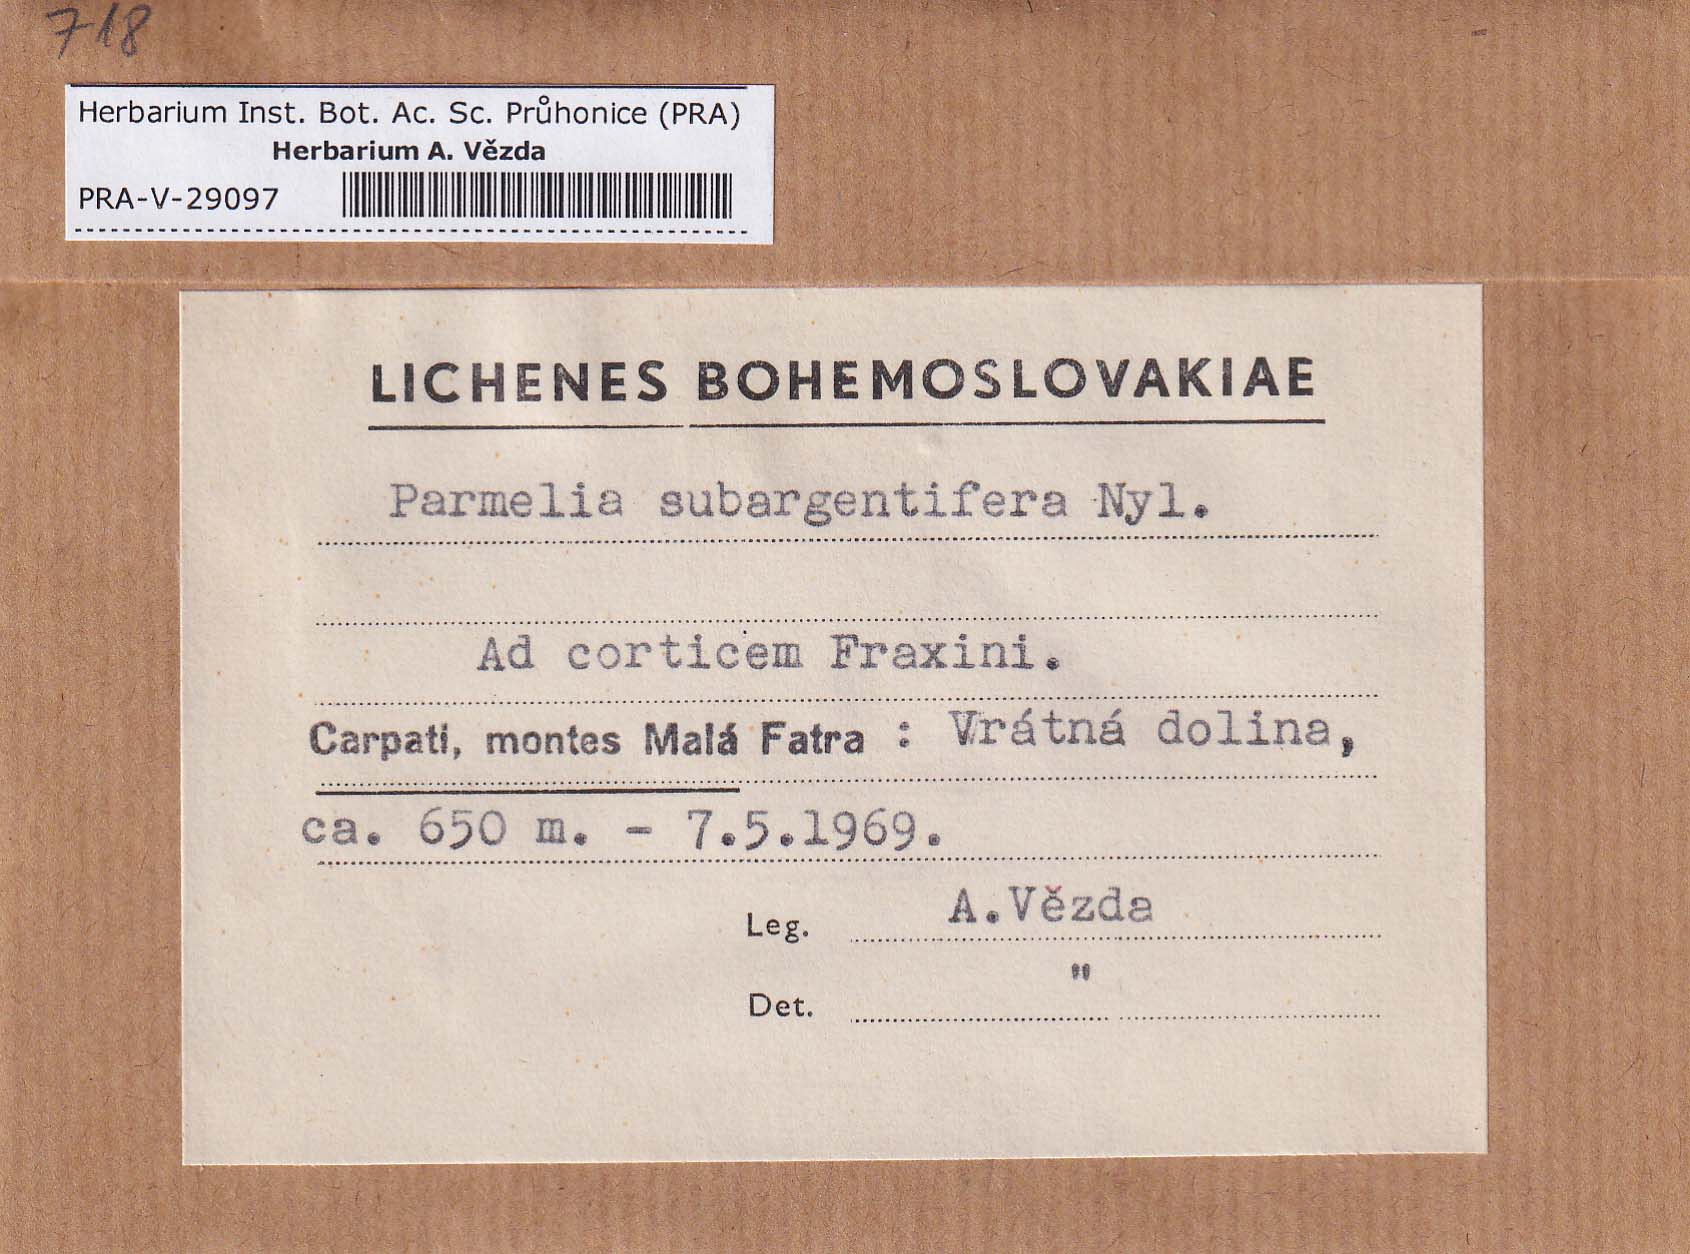 718
Herbarium Inst. Bot. Ac. Sc. Průhonice (PRA)
Herbarium A. Vězda
PRA-V-29097
LICHENES BOHEMOSLOVAKIAE
Parmelia subargentifera Nyl.
Ad corticem Fraxini.
Carpati, montes Malá Fatra : Vrátná dolina,
ca. 650 m. - 7.5.1969.
Leg. A.Vězda
Det. "